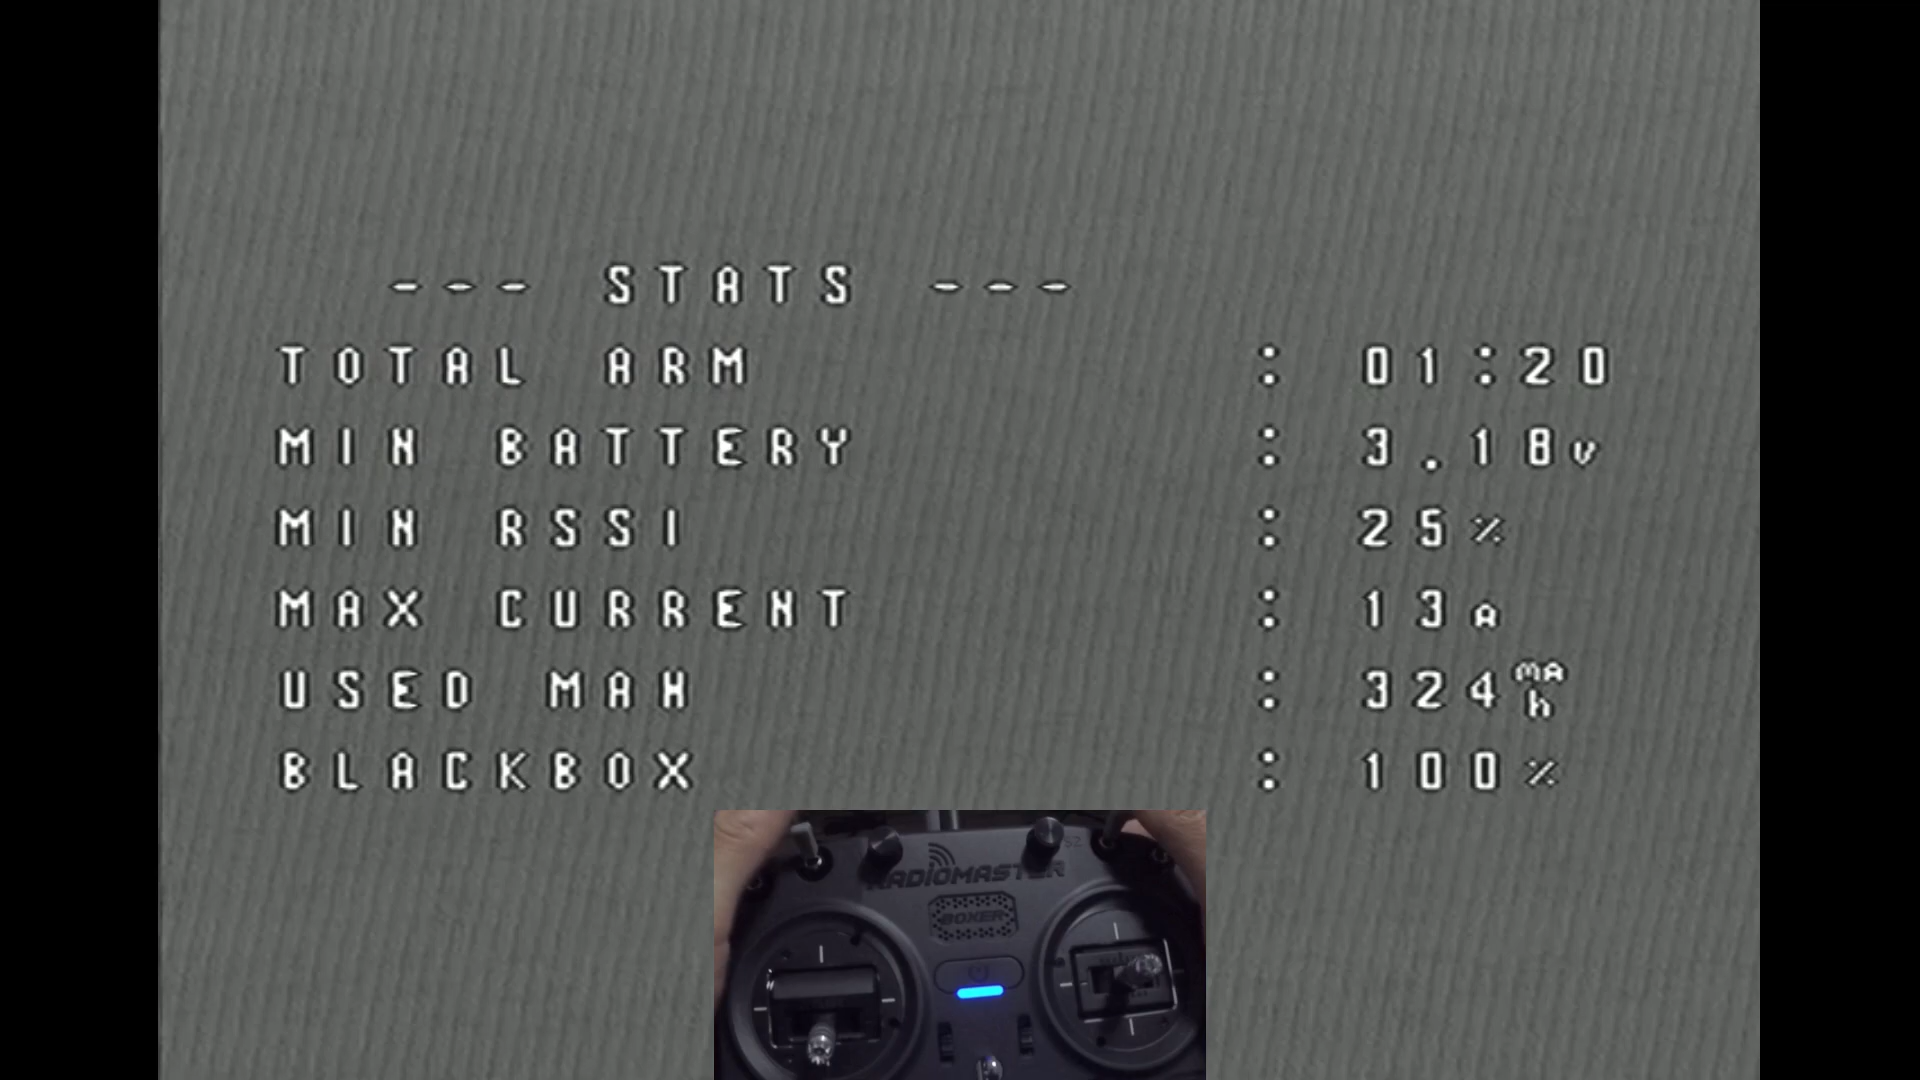 --- STATS ---
TOTAL ARM : 01:20
MIN BATTERY : 3.18V
MIN RSSI : 25%
MAX CURRENT : 13A
USED MAH : 324mAh
BLACKBOX : 100%
S2
RADIOMASTER
BOXER